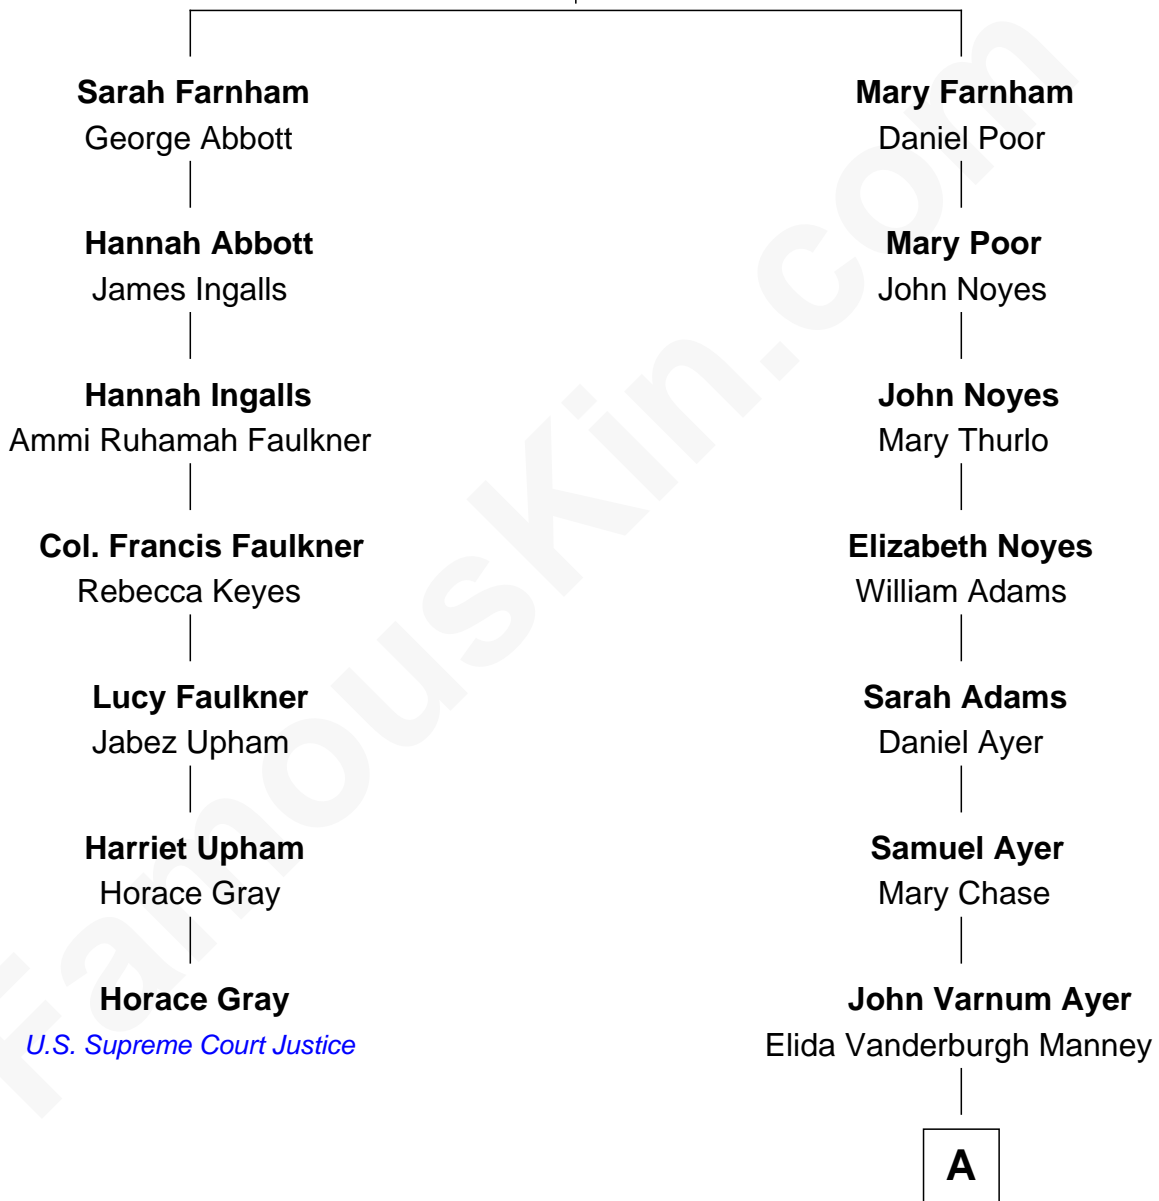 Sarah Farnham
George Abbott
Hannah Abbott
James Ingalls
Hannah Ingalls
Ammi Ruhamah Faulkner
Col. Francis Faulkner
Rebecca Keyes
Lucy Faulkner
Jabez Upham
Harriet Upham
Horace Gray
Horace Gray
U.S. Supreme Court Justice
Mary Farnham
Daniel Poor
Mary Poor
John Noyes
John Noyes
Mary Thurlo
Elizabeth Noyes
William Adams
Sarah Adams
Daniel Ayer
Samuel Ayer
Mary Chase
John Varnum Ayer
Elida Vanderburgh Manney
A
FamousKin.com